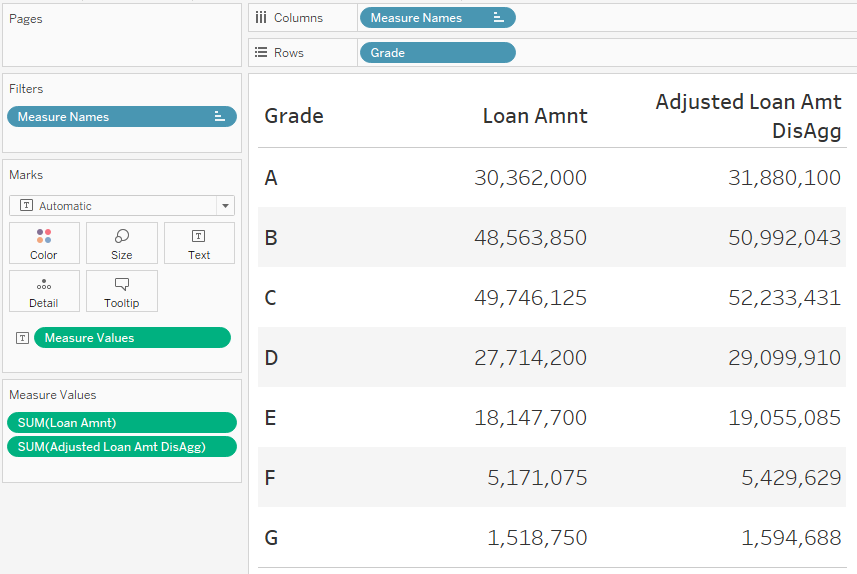 Pages
Columns
Measure Names
Rows
Grade
Filters
Measure Names
Marks
Automatic
Color
Size
Text
Detail
Tooltip
Measure Values
Measure Values
SUM(Loan Amnt)
SUM(Adjusted Loan Amt DisAgg)
Grade Loan Amnt Adjusted Loan Amt
DisAgg
A 30,362,000 31,880,100
B 48,563,850 50,992,043
C 49,746,125 52,233,431
D 27,714,200 29,099,910
E 18,147,700 19,055,085
F 5,171,075 5,429,629
G 1,518,750 1,594,688